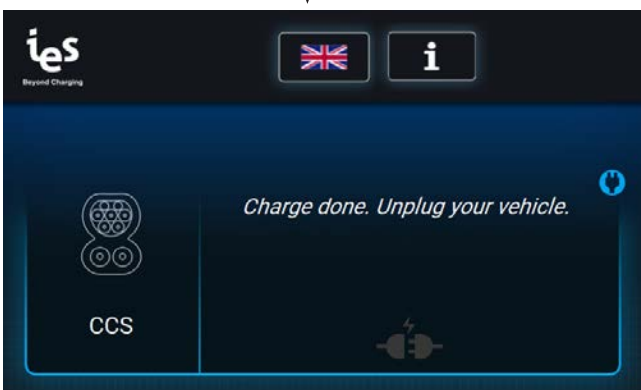 ies
Beyond Charging
i
Charge done. Unplug your vehicle.
CCS